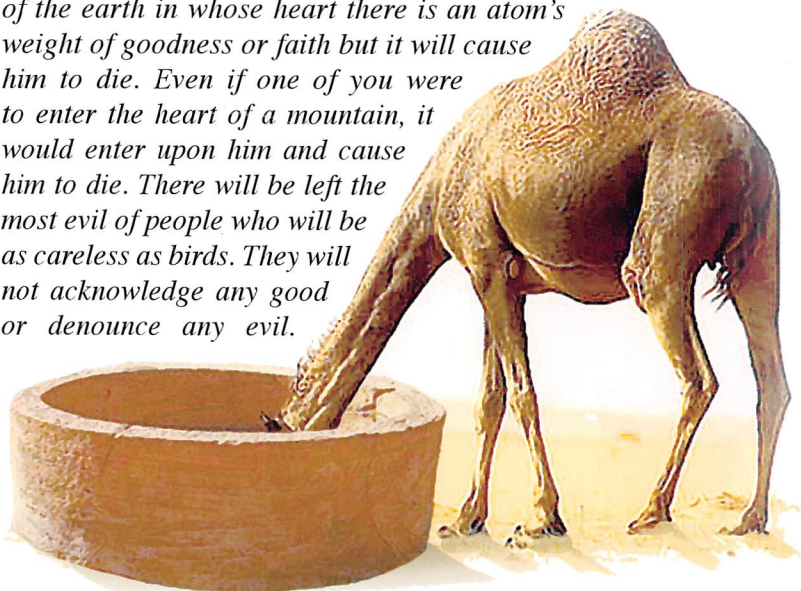 of the earth in whose heart there is an atom's
weight of goodness or faith but it will cause
him to die. Even if one of you were
to enter the heart of a mountain, it
would enter upon him and cause
him to die. There will be left the
most evil of people who will be
as careless as birds. They will
not acknowledge any good
or denounce any evil.